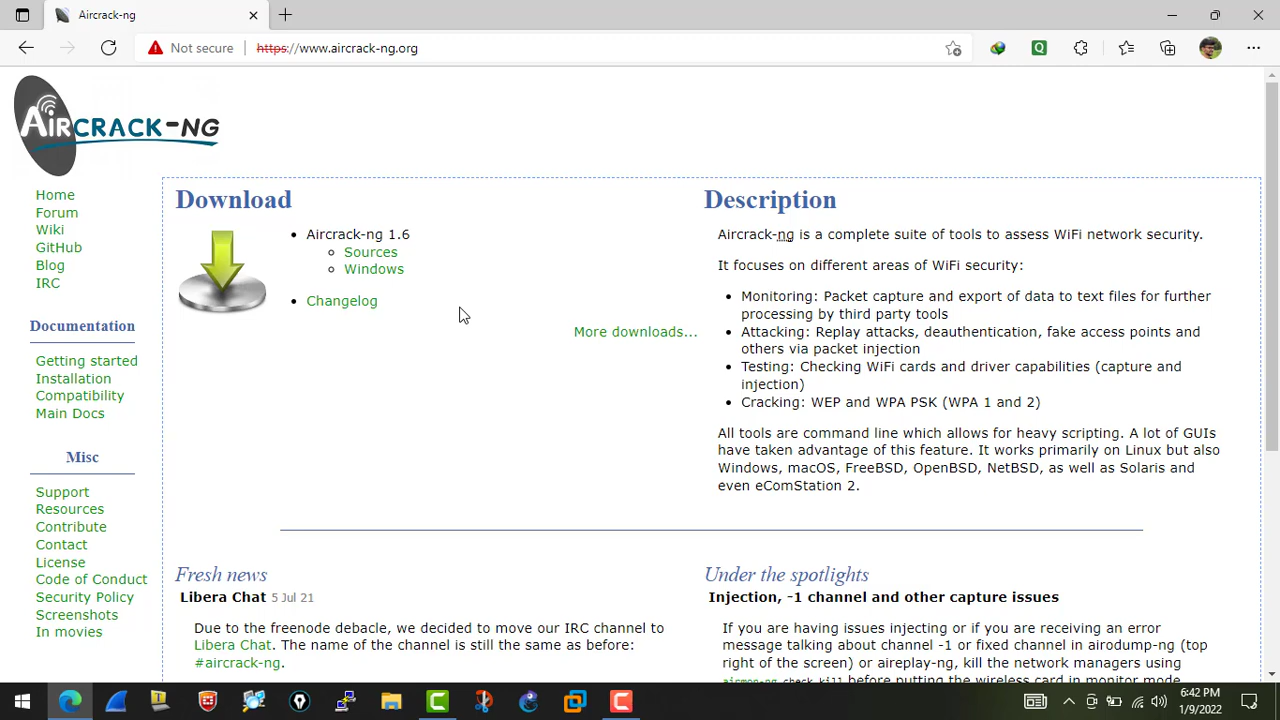 Aircrack-ng
Not secure
https://www.aircrack-ng.org
AIRCRACK-NG
Home
Forum
Wiki
GitHub
Blog
IRC
Documentation
Getting started
Installation
Compatibility
Main Docs
Misc
Support
Resources
Contribute
Contact
License
Code of Conduct
Security Policy
Screenshots
In movies
Download
Aircrack-ng 1.6
Sources
Windows
Changelog
More downloads...
Description
Aircrack-ng is a complete suite of tools to assess WiFi network security.
It focuses on different areas of WiFi security:
Monitoring: Packet capture and export of data to text files for further
processing by third party tools
Attacking: Replay attacks, deauthentication, fake access points and
others via packet injection
Testing: Checking WiFi cards and driver capabilities (capture and
injection)
Cracking: WEP and WPA PSK (WPA 1 and 2)
All tools are command line which allows for heavy scripting. A lot of GUIs
have taken advantage of this feature. It works primarily on Linux but also
Windows, macOS, FreeBSD, OpenBSD, NetBSD, as well as Solaris and
even eComStation 2.
Fresh news
Libera Chat 5 Jul 21
Due to the freenode debacle, we decided to move our IRC channel to
Libera Chat. The name of the channel is still the same as before:
#aircrack-ng.
Under the spotlights
Injection, -1 channel and other capture issues
If you are having issues injecting or if you are receiving an error
message talking about channel -1 or fixed channel in airodump-ng (top
right of the screen) or aireplay-ng, kill the network managers using
airmon-ng check kill before putting the wireless card in monitor mode
6:42 PM
1/9/2022